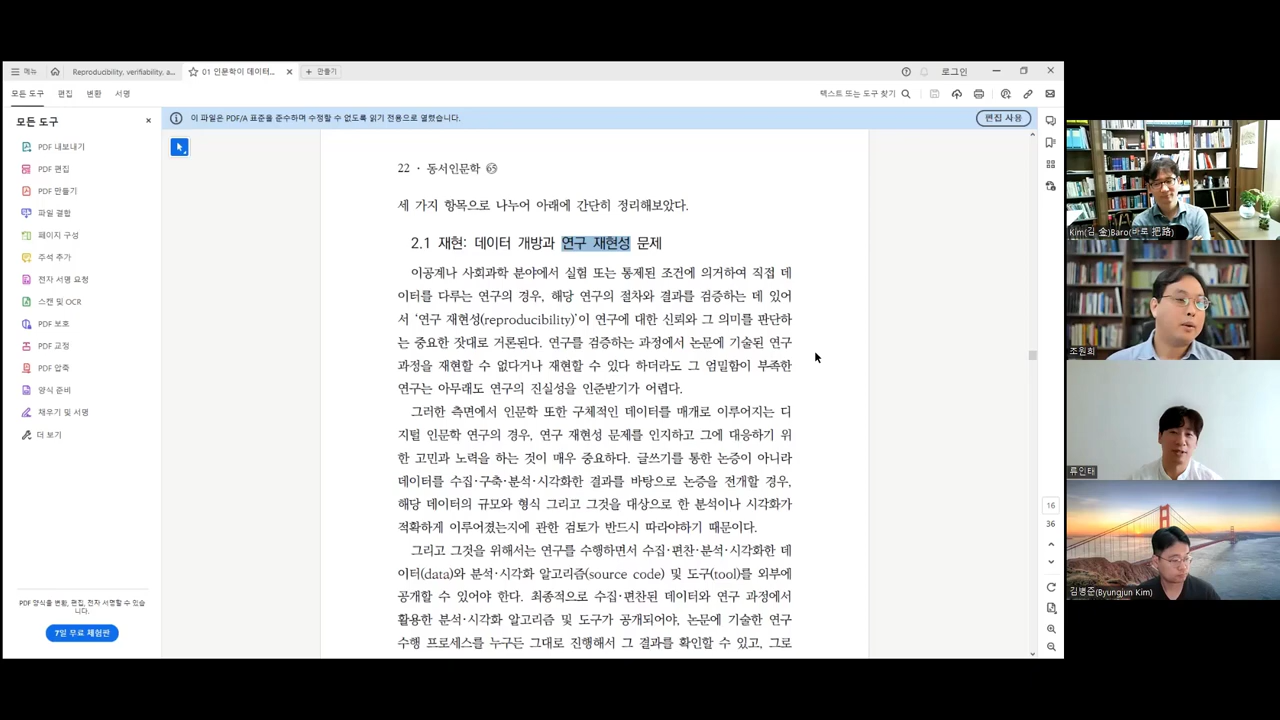 메뉴
Reproducibility, verifiability, a...
01 인문학이 데이터...
만들기
로그인
모든 도구
편집
변환
서명
텍스트 또는 도구 찾기
이 파일은 PDF/A 표준을 준수하며 수정할 수 없도록 읽기 전용으로 열렸습니다.
편집 사용
모든 도구
PDF 내보내기
PDF 편집
PDF 만들기
파일 결합
페이지 구성
주석 추가
전자 서명 요청
스캔 및 OCR
PDF 보호
PDF 교정
PDF 압축
양식 준비
채우기 및 서명
더 보기
PDF 양식을 변환, 편집, 전자 서명할 수 있습
니다.
7일 무료 체험판
22 · 동서인문학 65
세 가지 항목으로 나누어 아래에 간단히 정리해보았다.
2.1 재현: 데이터 개방과 연구 재현성 문제
이공계나 사회과학 분야에서 실험 또는 통제된 조건에 의거하여 직접 데
이터를 다루는 연구의 경우, 해당 연구의 절차와 결과를 검증하는 데 있어
서 ‘연구 재현성(reproducibility)’이 연구에 대한 신뢰와 그 의미를 판단하
는 중요한 잣대로 거론된다. 연구를 검증하는 과정에서 논문에 기술된 연구
과정을 재현할 수 없다거나 재현할 수 있다 하더라도 그 엄밀함이 부족한
연구는 아무래도 연구의 진실성을 인준받기가 어렵다.
그러한 측면에서 인문학 또한 구체적인 데이터를 매개로 이루어지는 디
지털 인문학 연구의 경우, 연구 재현성 문제를 인지하고 그에 대응하기 위
한 고민과 노력을 하는 것이 매우 중요하다. 글쓰기를 통한 논증이 아니라
데이터를 수집·구축·분석·시각화한 결과를 바탕으로 논증을 전개할 경우,
해당 데이터의 규모와 형식 그리고 그것을 대상으로 한 분석이나 시각화가
적확하게 이루어졌는지에 관한 검토가 반드시 따라야하기 때문이다.
그리고 그것을 위해서는 연구를 수행하면서 수집·편찬·분석·시각화한 데
이터(data)와 분석·시각화 알고리즘(source code) 및 도구(tool)를 외부에
공개할 수 있어야 한다. 최종적으로 수집·편찬된 데이터와 연구 과정에서
활용한 분석·시각화 알고리즘 및 도구가 공개되어야, 논문에 기술한 연구
수행 프로세스를 누구든 그대로 진행해서 그 결과를 확인할 수 있고, 그로
16
36
Kim(김 金)Baro(바로 把路)
조원희
류인태
김병준(Byungjun Kim)